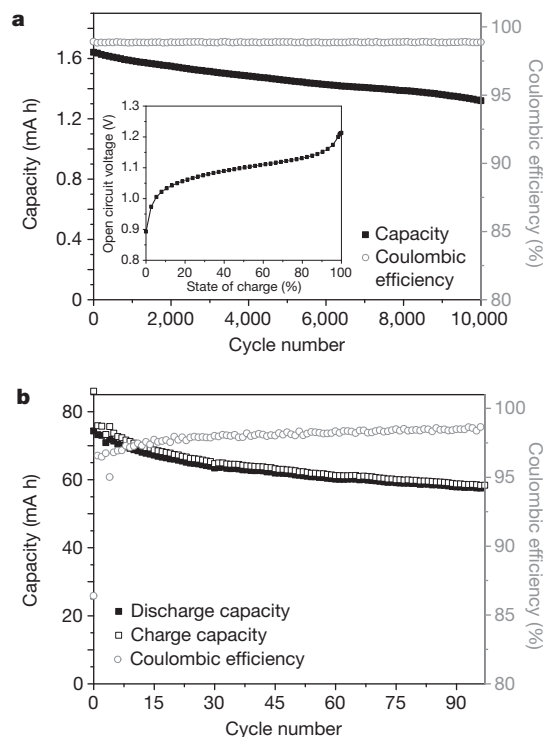 a
Capacity (mA h)
1.6
1.2
0.8
0.4
0
Open circuit voltage (V)
1.3
1.2
1.1
1.0
0.9
0.8
0 20 40 60 80 100
State of charge (%)
Capacity
Coulombic
efficiency
100
95
90
85
80
Coulombic efficiency (%)
0 2,000 4,000 6,000 8,000 10,000
Cycle number
b
Capacity (mA h)
80
60
40
20
0
Discharge capacity
Charge capacity
Coulombic efficiency
100
95
90
85
80
Coulombic efficiency (%)
0 15 30 45 60 75 90
Cycle number